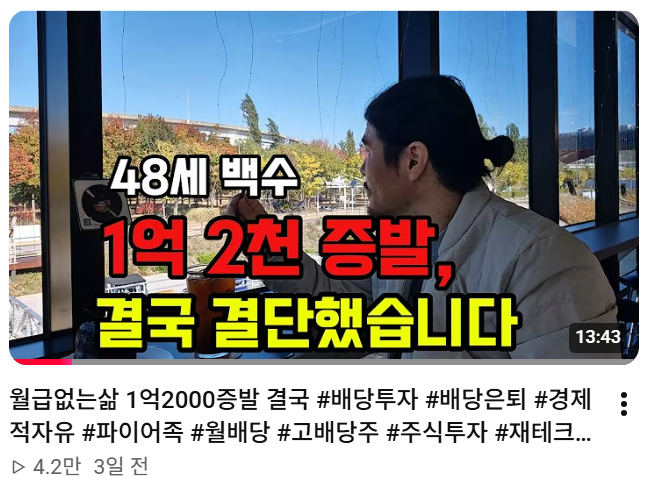 48세 백수
1억 2천 증발,
결국 결단했습니다
13:43
월급없는삶 1억2000증발 결국 #배당투자 #배당은퇴 #경제
적자유 #파이어족 #월배당 #고배당주 #주식투자 #재테크...
4.2만 3일 전